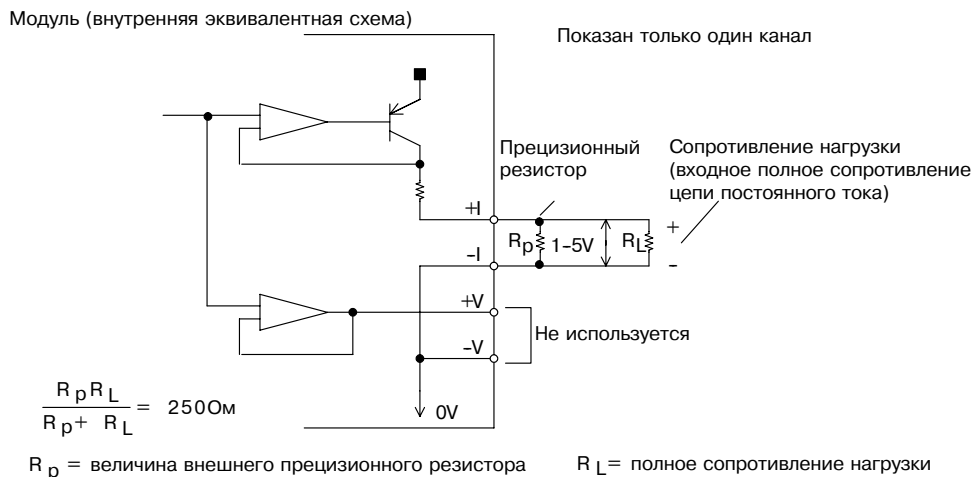 Модуль (внутренняя эквивалентная схема)
Показан только один канал
Прецизионный
резистор
Сопротивление нагрузки
(входное полное сопротивление
цепи постоянного тока)
+I
Rp
1-5V
RL
+
-I
-
+V
Не используется
-V
0V
RpRL
Rp+ RL
= 250Ом
Rp = величина внешнего прецизионного резистора
RL= полное сопротивление нагрузки